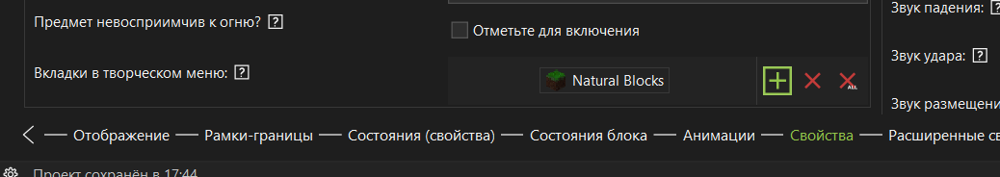 Предмет невосприимчив к огню? [?]
Звук падения: [?]
Отметьте для включения
Звук удара: [?]
Вкладки в творческом меню: [?]
Natural Blocks
ALL
Звук размещени
Отображение — Рамки-границы — Состояния (свойства) — Состояния блока — Анимации — Свойства — Расширенные св
Проект сохранён в 17:44